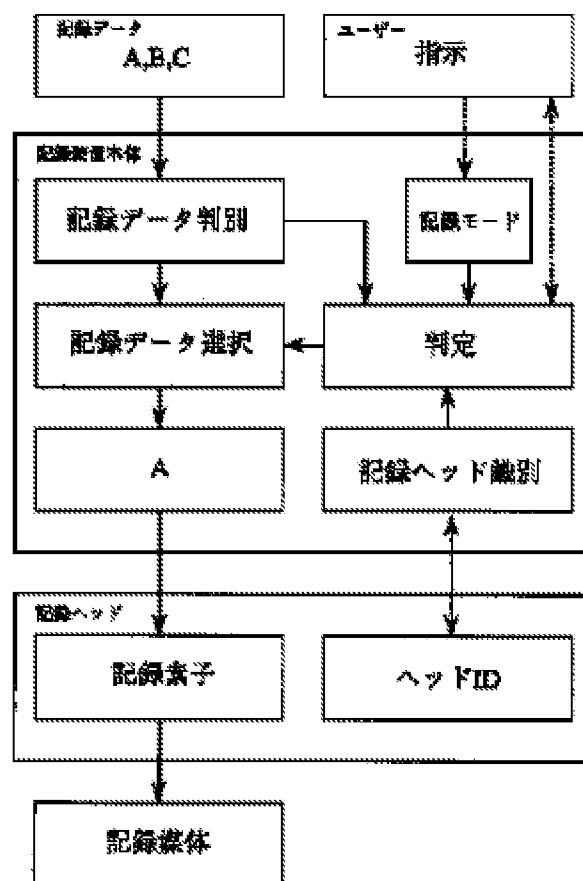 記録データ
A,B,C
ユーザー
指示
記録装置本体
記録データ判別
記録モード
記録データ選択
判定
A
記録ヘッド識別
記録ヘッド
記録素子
ヘッドID
記録媒体